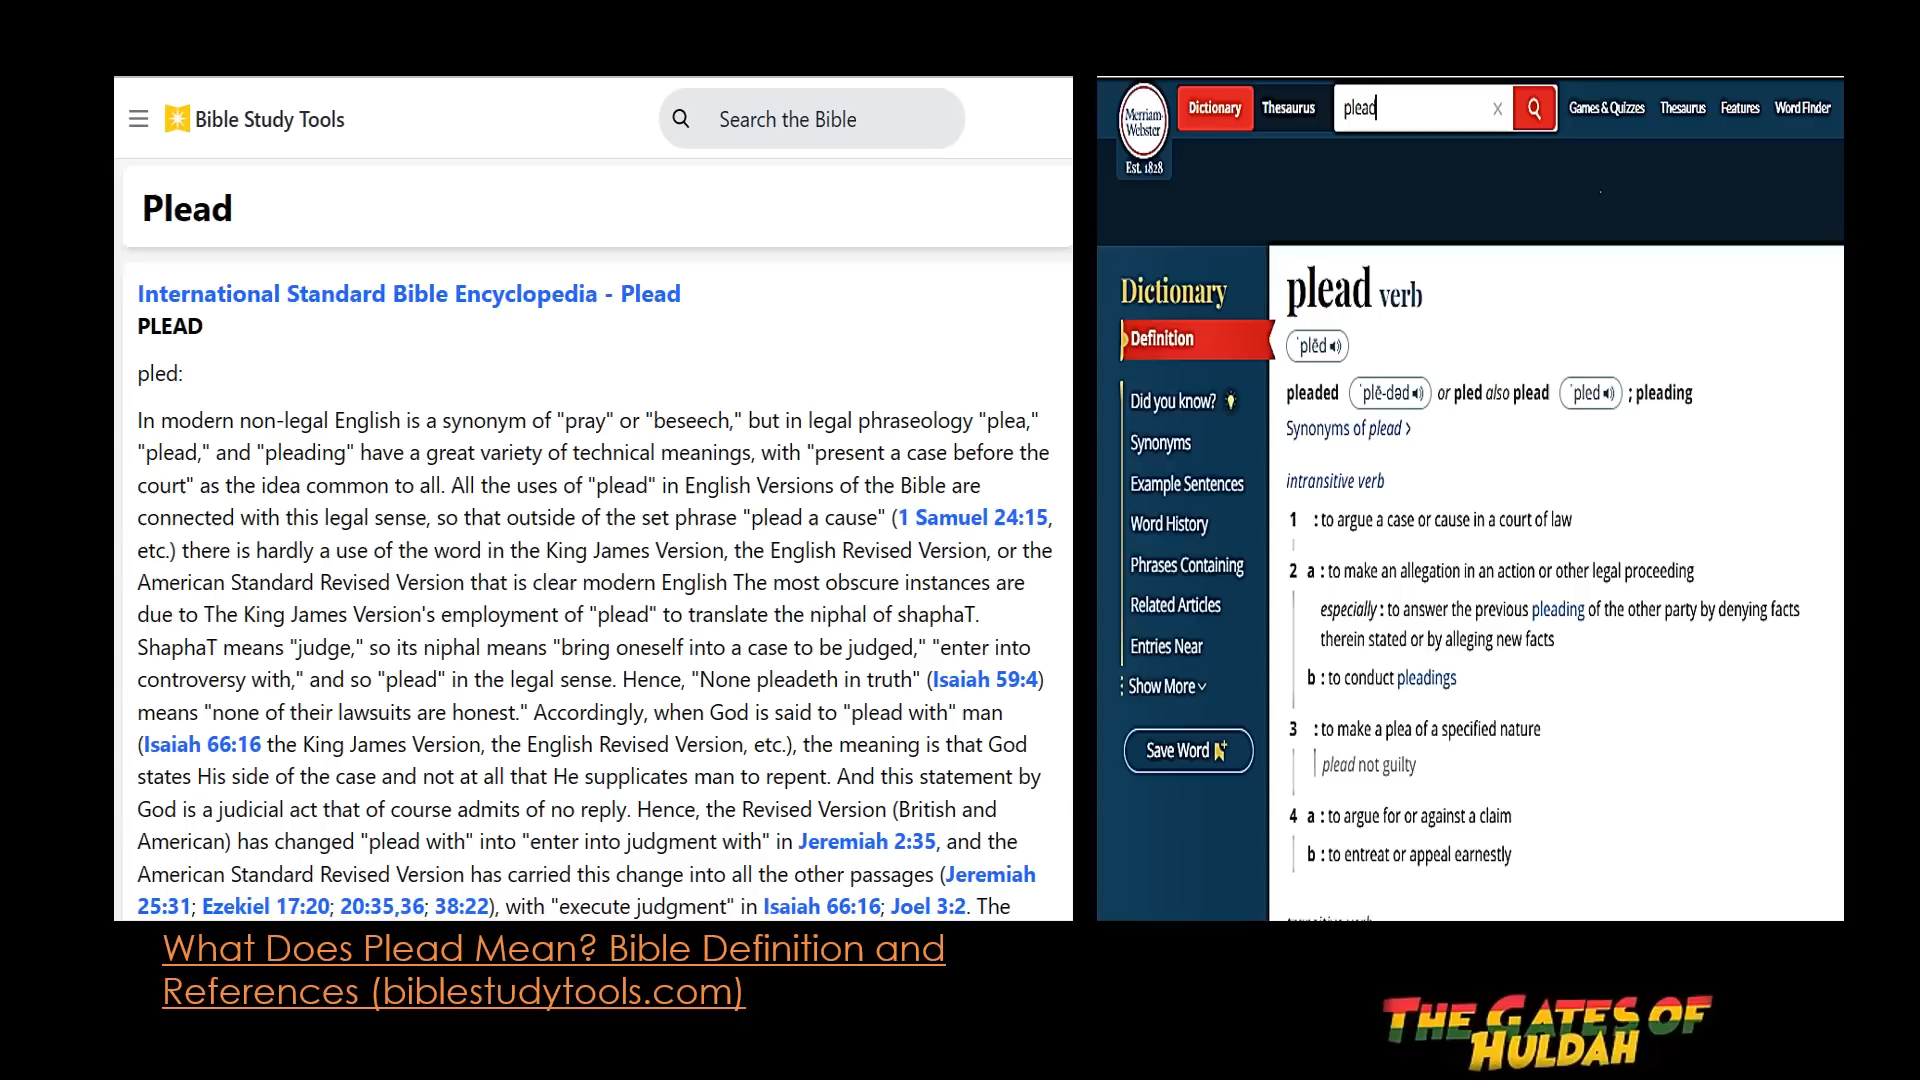 Bible Study Tools
Search the Bible
Plead
International Standard Bible Encyclopedia - Plead
PLEAD
pled:
In modern non-legal English is a synonym of "pray" or "beseech," but in legal phraseology "plea,"
"plead," and "pleading" have a great variety of technical meanings, with "present a case before the
court" as the idea common to all. All the uses of "plead" in English Versions of the Bible are
connected with this legal sense, so that outside of the set phrase "plead a cause" (1 Samuel 24:15,
etc.) there is hardly a use of the word in the King James Version, the English Revised Version, or the
American Standard Revised Version that is clear modern English The most obscure instances are
due to The King James Version's employment of "plead" to translate the niphal of shaphaT.
ShaphaT means "judge," so its niphal means "bring oneself into a case to be judged," "enter into
controversy with," and so "plead" in the legal sense. Hence, "None pleadeth in truth" (Isaiah 59:4)
means "none of their lawsuits are honest." Accordingly, when God is said to "plead with" man
(Isaiah 66:16 the King James Version, the English Revised Version, etc.), the meaning is that God
states His side of the case and not at all that He supplicates man to repent. And this statement by
God is a judicial act that of course admits of no reply. Hence, the Revised Version (British and
American) has changed "plead with" into "enter into judgment with" in Jeremiah 2:35, and the
American Standard Revised Version has carried this change into all the other passages (Jeremiah
25:31; Ezekiel 17:20; 20:35,36; 38:22), with "execute judgment" in Isaiah 66:16; Joel 3:2. The
What Does Plead Mean? Bible Definition and
References (biblestudytools.com)
Merriam-
Webster
Est. 1828
Dictionary
Thesaurus
plead
Games & Quizzes
Thesaurus
Features
Word Finder
Dictionary
Definition
Did you know?
Synonyms
Example Sentences
Word History
Phrases Containing
Related Articles
Entries Near
Show More
Save Word
plead verb
ˈplēd
pleaded ˈplē-dəd or pled also plead ˈpled ; pleading
Synonyms of plead >
intransitive verb
1 : to argue a case or cause in a court of law
2 a : to make an allegation in an action or other legal proceeding
especially : to answer the previous pleading of the other party by denying facts
therein stated or by alleging new facts
b : to conduct pleadings
3 : to make a plea of a specified nature
plead not guilty
4 a : to argue for or against a claim
b : to entreat or appeal earnestly
transitive verb
THE GATES OF
HULDAH